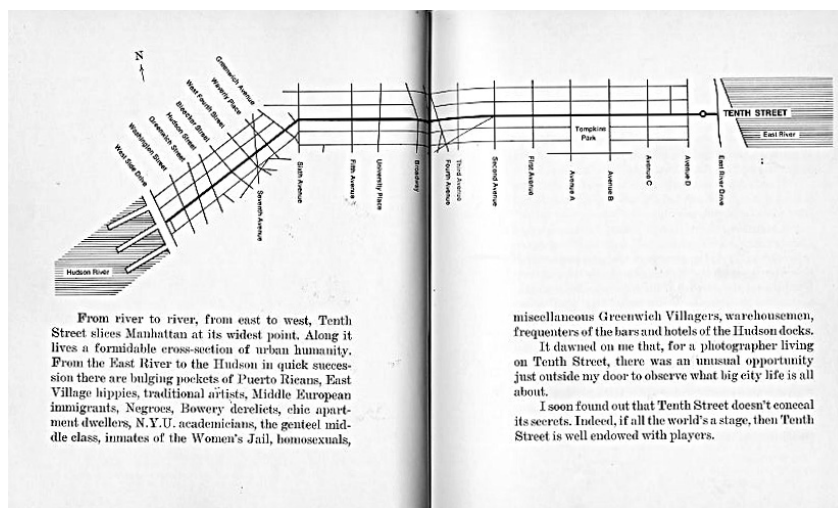 N
Greenwich Avenue
Waverly Place
West Fourth Street
Bleecker Street
Hudson Street
Greenwich Street
Washington Street
West Side Drive
Hudson River
Seventh Avenue
Sixth Avenue
Fifth Avenue
University Place
Broadway
Fourth Avenue
Third Avenue
Second Avenue
First Avenue
Avenue A
Avenue B
Avenue C
Avenue D
East River Drive
Tompkins
Park
TENTH STREET
East River
From river to river, from east to west, Tenth
Street slices Manhattan at its widest point. Along it
lives a formidable cross-section of urban humanity.
From the East River to the Hudson in quick succes-
sion there are bulging pockets of Puerto Ricans, East
Village hippies, traditional artists, Middle European
immigrants, Negroes, Bowery derelicts, chic apart-
ment dwellers, N.Y.U. academicians, the genteel mid-
dle class, inmates of the Women's Jail, homosexuals,
miscellaneous Greenwich Villagers, warehousemen,
frequenters of the bars and hotels of the Hudson docks.
It dawned on me that, for a photographer living
on Tenth Street, there was an unusual opportunity
just outside my door to observe what big city life is all
about.
I soon found out that Tenth Street doesn't conceal
its secrets. Indeed, if all the world's a stage, then Tenth
Street is well endowed with players.